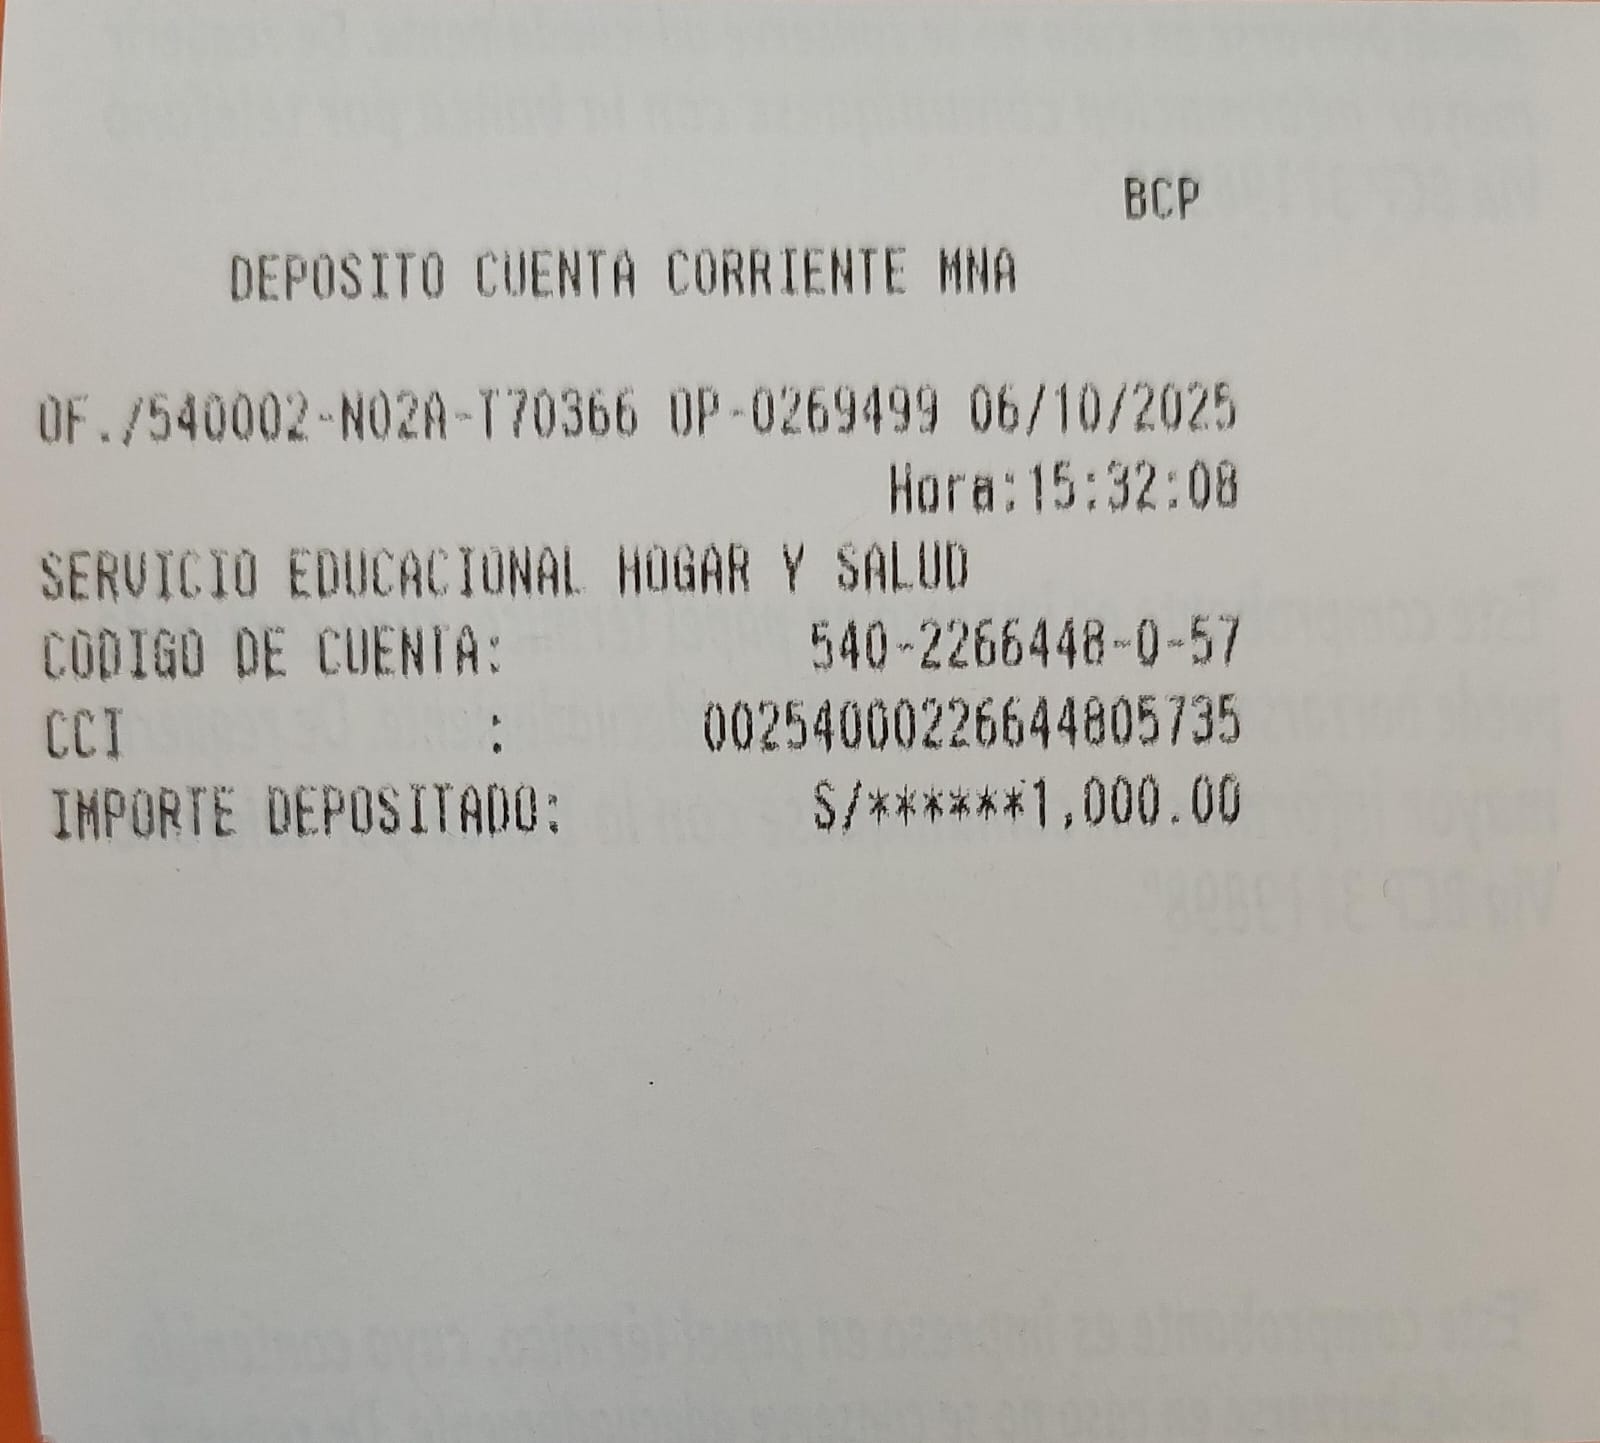 BCP
DEPOSITO CUENTA CORRIENTE MNA
OF./540002-N02A-T70366 OP-0269499 06/10/2025
Hora:15:32:08
SERVICIO EDUCACIONAL HOGAR Y SALUD
CODIGO DE CUENTA: 540-2266448-0-57
CCI : 00254000226644805735
IMPORTE DEPOSITADO: S/******1,000.00